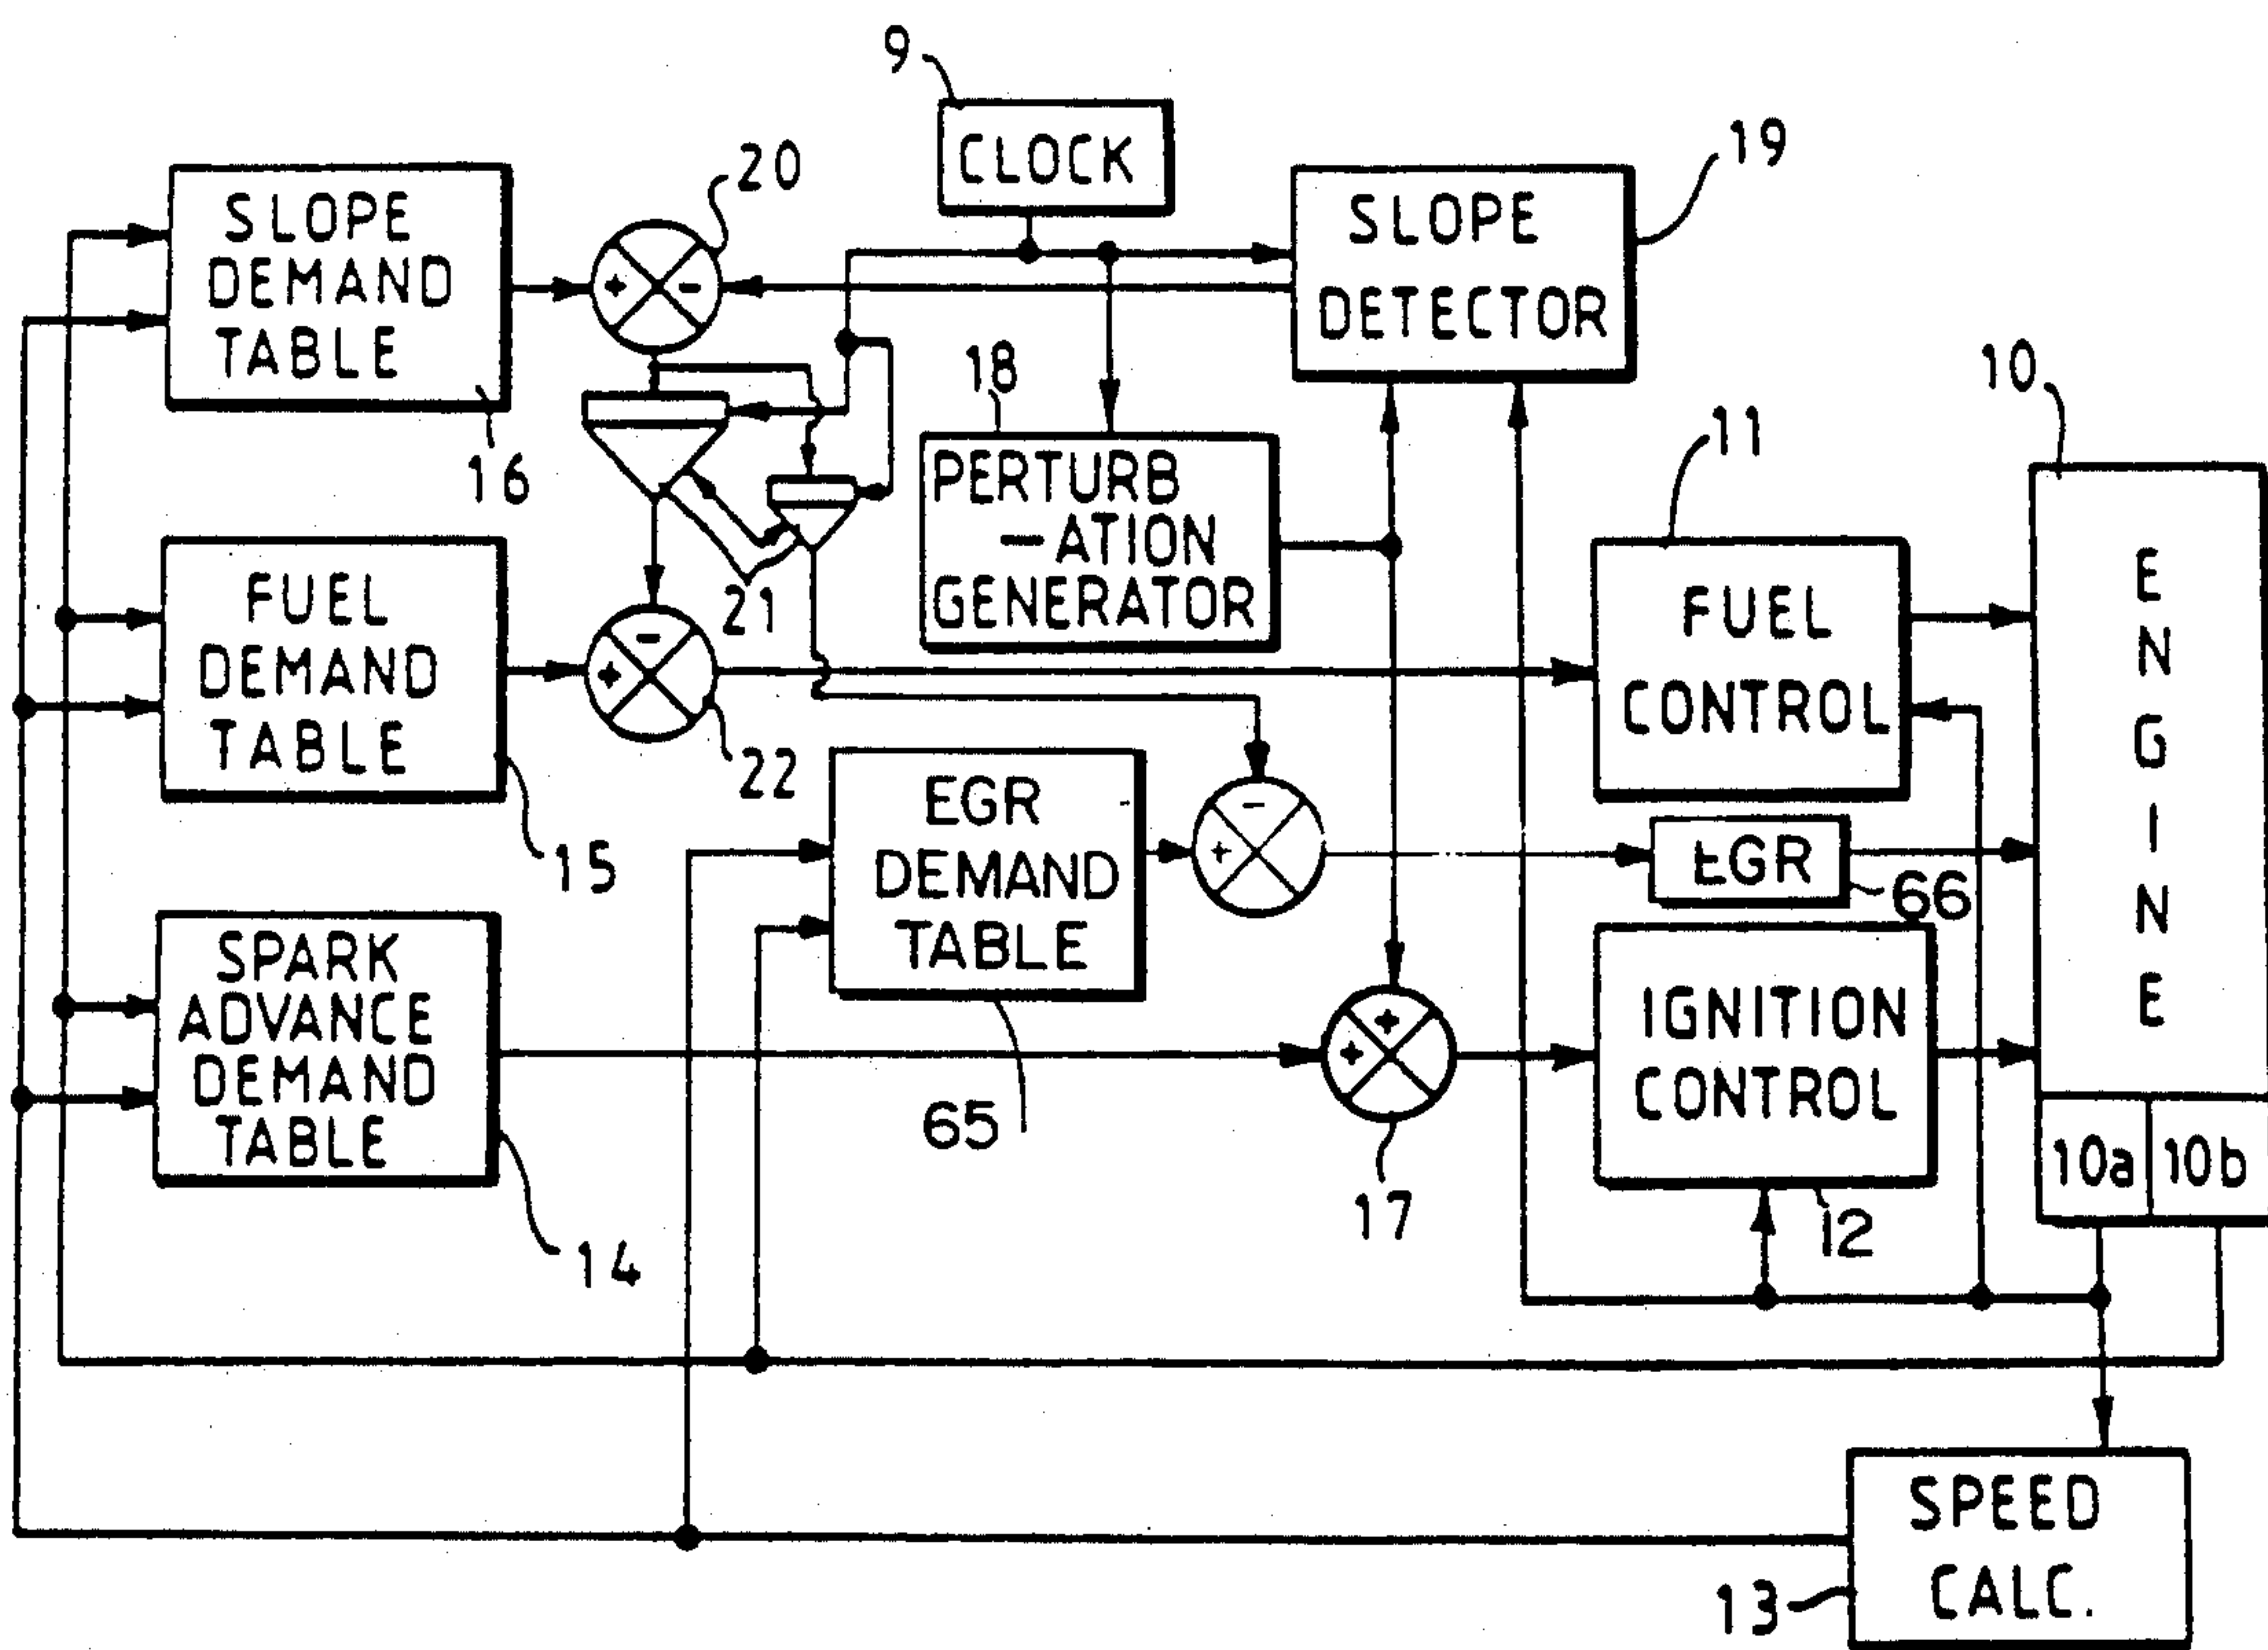 9
CLOCK
20
19
SLOPE
DEMAND
TABLE
16
+ -
SLOPE
DETECTOR
18
PERTURB
-ATION
GENERATOR
10
11
21
FUEL
DEMAND
TABLE
15
-
+
22
FUEL
CONTROL
E
N
G
I
N
E
EGR
DEMAND
TABLE
65
-
+
EGR
66
SPARK
ADVANCE
DEMAND
TABLE
14
+
+
17
IGNITION
CONTROL
12
10a 10b
SPEED
CALC.
13